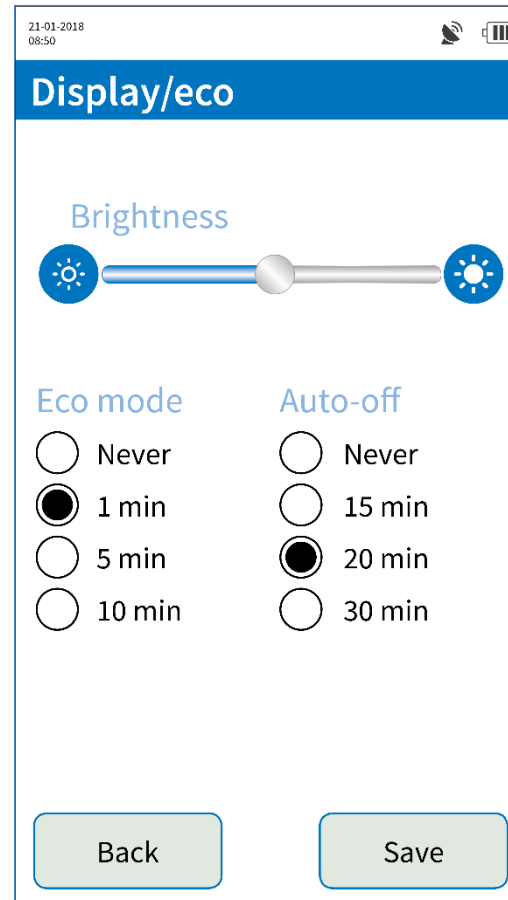 21-01-2018
08:50
Display/eco
Brightness
Eco mode
Never
1 min
5 min
10 min
Auto-off
Never
15 min
20 min
30 min
Back
Save